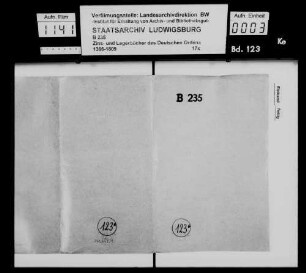 Aufn. Film
1141
Verfilmungsstelle: Landesarchivdirektion BW
Institut für Erhaltung von Archiv- und Bibliotheksgut
STAATSARCHIV LUDWIGSBURG
B 235
Zins- und Lagerbücher des Deutschen Ordens
Aufn. Einheit
0003
Ko
Bd. 123
B 235
123
123